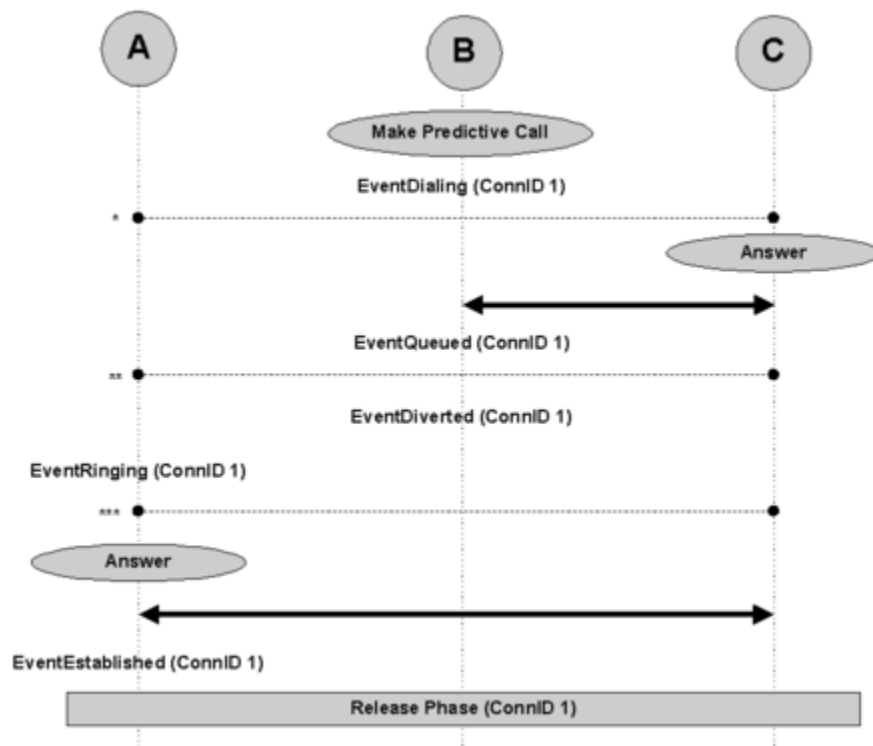 A
B
C
Make Predictive Call
EventDialing (ConnID 1)
*
Answer
EventQueued (ConnID 1)
**
EventDiverted (ConnID 1)
EventRinging (ConnID 1)
***
Answer
EventEstablished (ConnID 1)
Release Phase (ConnID 1)